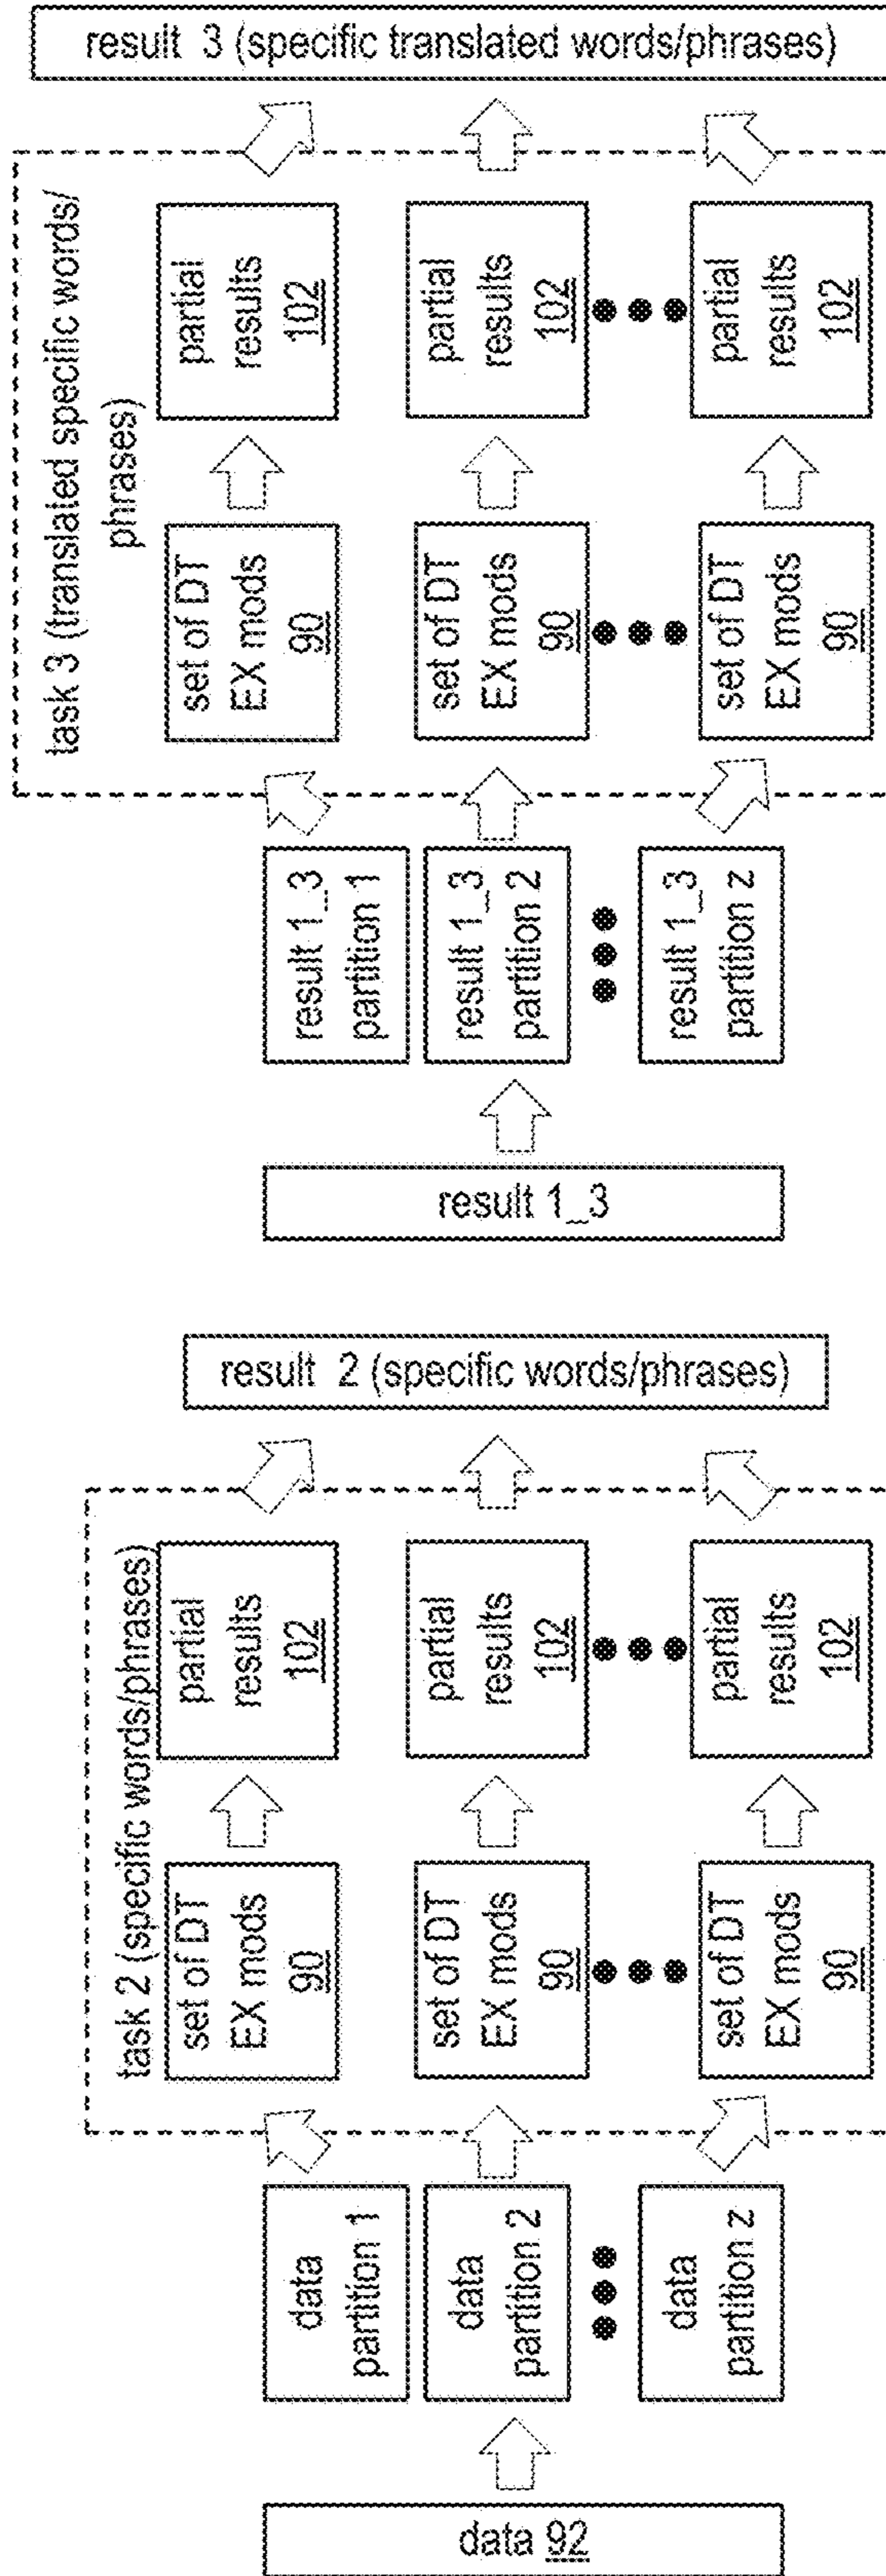 data 92
data
partition 1
data
partition 2
data
partition z
task 2 (specific words/phrases)
set of DT
EX mods
90
set of DT
EX mods
90
set of DT
EX mods
90
partial
results
102
partial
results
102
partial
results
102
result 2 (specific words/phrases)
result 1_3
result 1_3
partition 1
result 1_3
partition 2
result 1_3
partition z
task 3 (translated specific words/
phrases)
set of DT
EX mods
90
set of DT
EX mods
90
set of DT
EX mods
90
partial
results
102
partial
results
102
partial
results
102
result 3 (specific translated words/phrases)